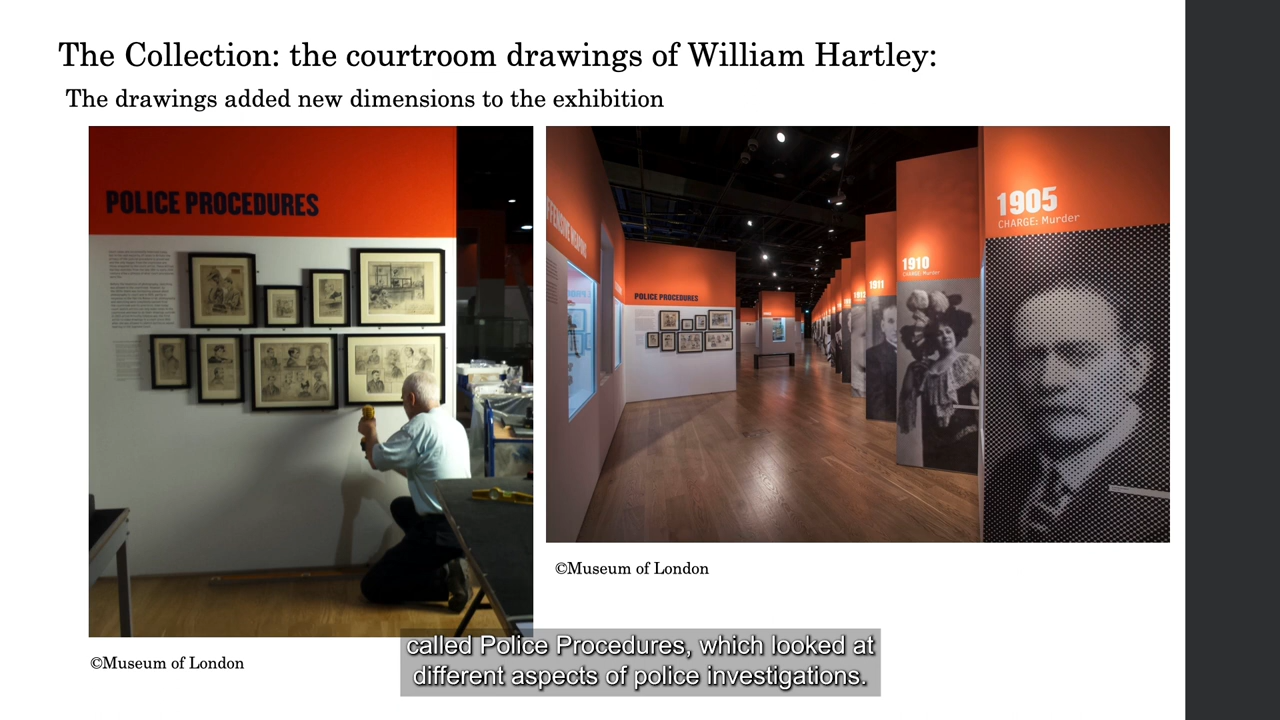 The Collection: the courtroom drawings of William Hartley:
The drawings added new dimensions to the exhibition
POLICE PROCEDURES
POLICE PROCEDURES
1910
CHARGE: Murder
1911
1905
CHARGE: Murder
©Museum of London
©Museum of London
called Police Procedures, which looked at
different aspects of police investigations.